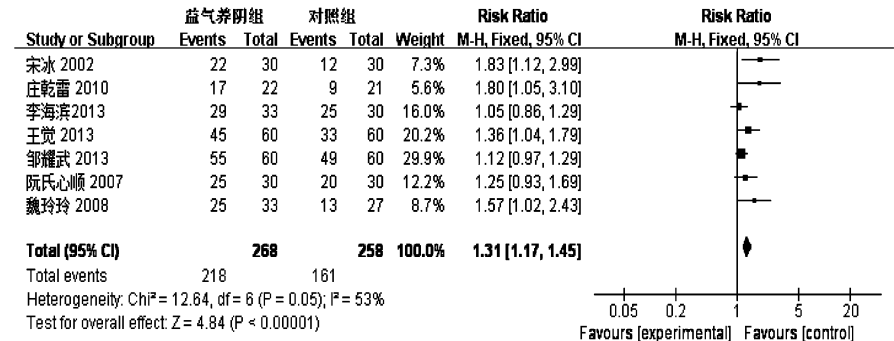 益气养阴组 对照组 Risk Ratio Risk Ratio
Study or Subgroup Events Total Events Total Weight M-H, Fixed, 95% CI M-H, Fixed, 95% CI
宋冰 2002 22 30 12 30 7.3% 1.83 [1.12, 2.99]
庄乾雷 2010 17 22 9 21 5.6% 1.80 [1.05, 3.10]
李海滨2013 29 33 25 30 16.0% 1.05 [0.86, 1.29]
王觉 2013 45 60 33 60 20.2% 1.36 [1.04, 1.79]
邹耀武 2013 55 60 49 60 29.9% 1.12 [0.97, 1.29]
阮氏心顺 2007 25 30 20 30 12.2% 1.25 [0.93, 1.69]
魏玲玲 2008 25 33 13 27 8.7% 1.57 [1.02, 2.43]
Total (95% CI) 268 258 100.0% 1.31 [1.17, 1.45]
Total events 218 161
Heterogeneity: Chi² = 12.64, df = 6 (P = 0.05); I² = 53%
Test for overall effect: Z = 4.84 (P < 0.00001)
0.05 0.2 1 5 20
Favours [experimental] Favours [control]